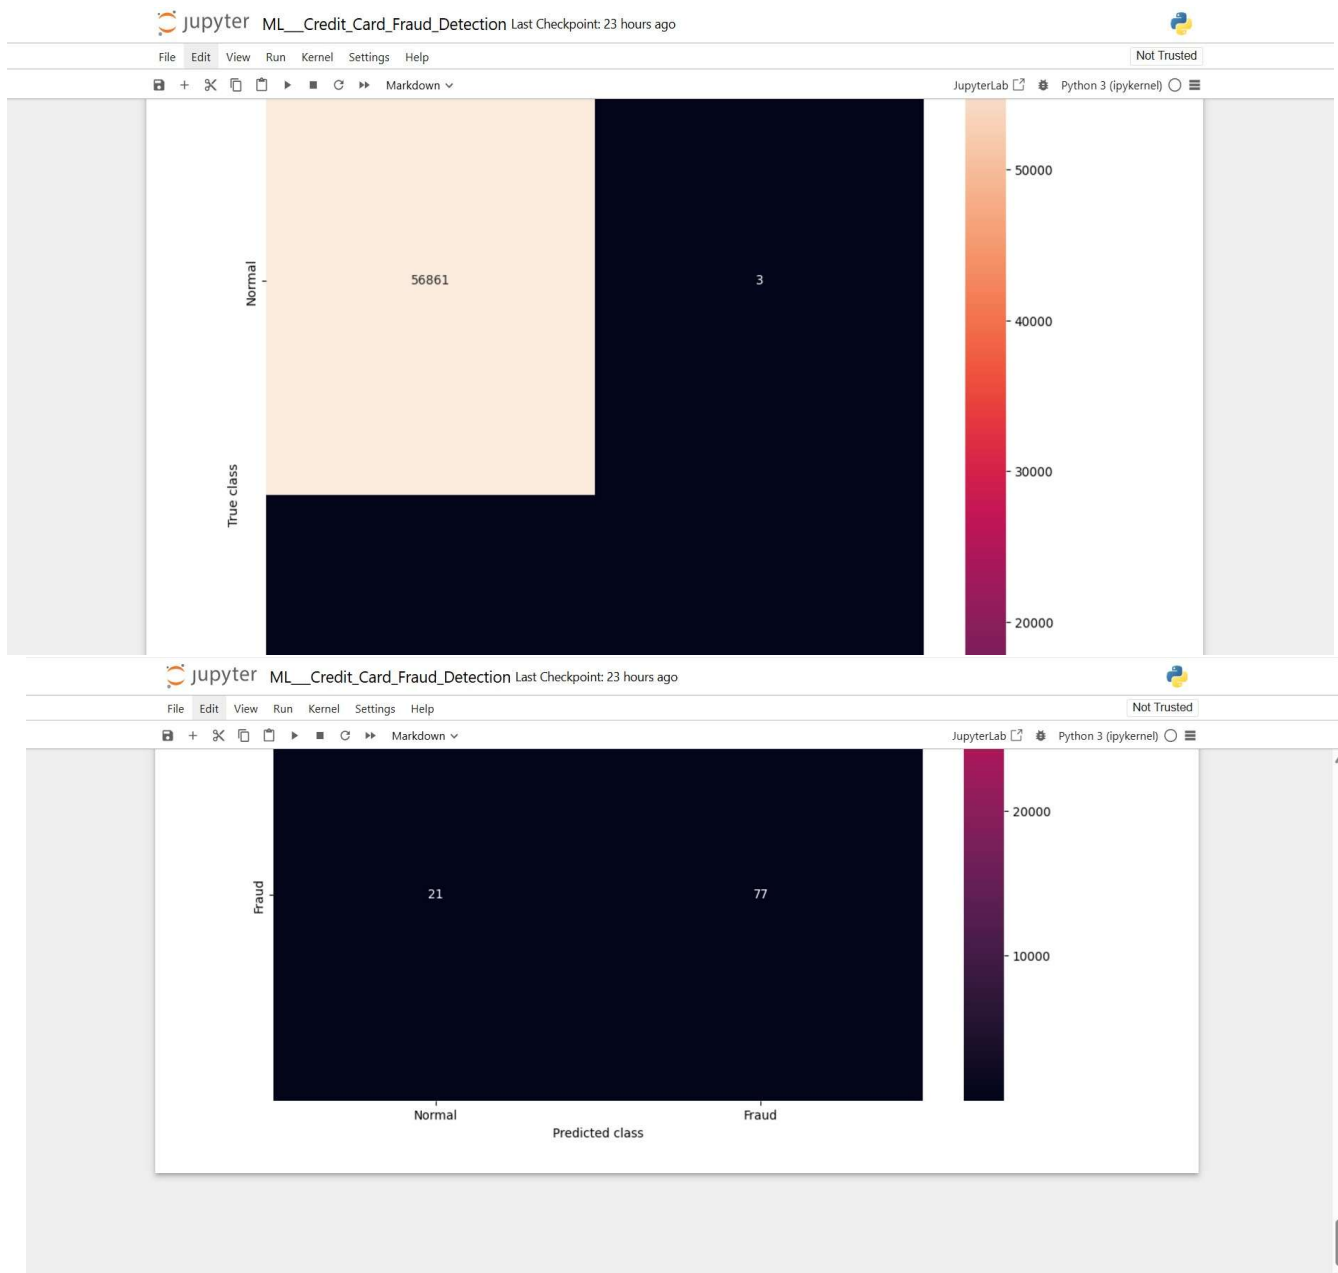 jupyter ML__Credit_Card_Fraud_Detection Last Checkpoint: 23 hours ago
File Edit View Run Kernel Settings Help Not Trusted
Markdown JupyterLab Python 3 (ipykernel)
50000
Normal 56861 3
40000
30000
True class
20000
jupyter ML__Credit_Card_Fraud_Detection Last Checkpoint: 23 hours ago
File Edit View Run Kernel Settings Help Not Trusted
Markdown JupyterLab Python 3 (ipykernel)
20000
Fraud 21 77
10000
Normal Fraud
Predicted class